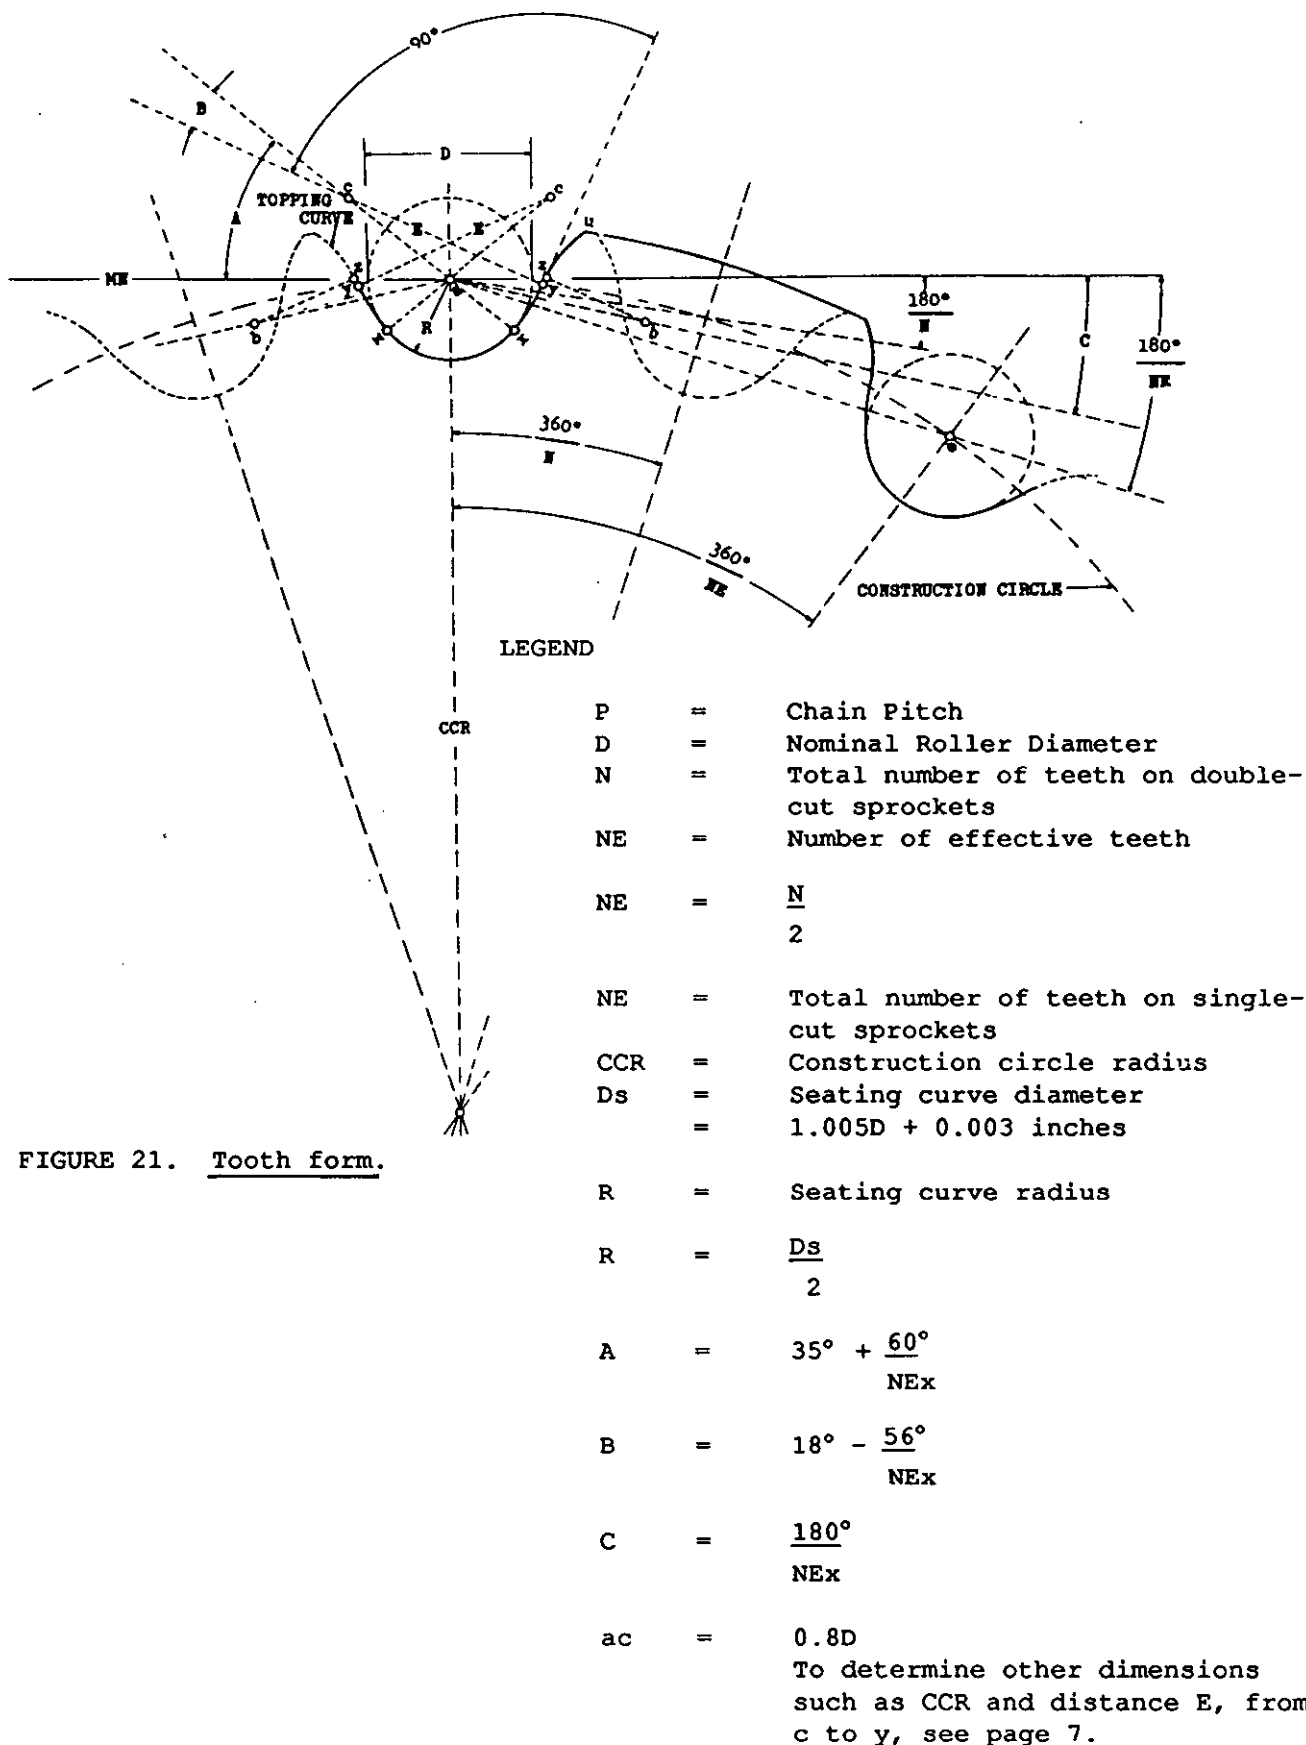 90°
B
D
c
c
TOPPING
CURVE
A
E
E
u
MN
z
z
y
a
b
b
R
x
x
180°
N
C
180°
NE
360°
N
a
360°
NE
CONSTRUCTION CIRCLE
CCR
LEGEND
P = Chain Pitch
D = Nominal Roller Diameter
N = Total number of teeth on double-
cut sprockets
NE = Number of effective teeth
NE = N
2
NE = Total number of teeth on single-
cut sprockets
CCR = Construction circle radius
Ds = Seating curve diameter
= 1.005D + 0.003 inches
FIGURE 21. Tooth form.
R = Seating curve radius
R = Ds
2
A = 35° + 60°
NEx
B = 18° - 56°
NEx
C = 180°
NEx
ac = 0.8D
To determine other dimensions
such as CCR and distance E, from
c to y, see page 7.